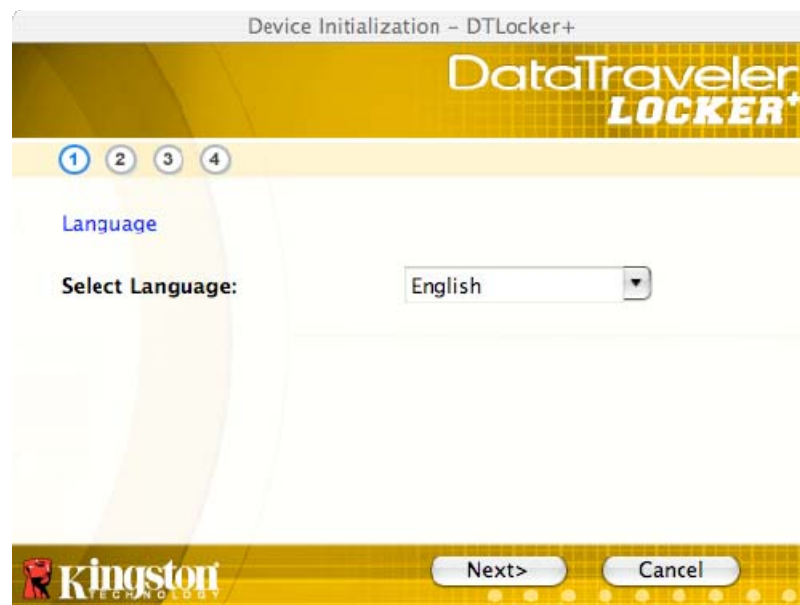 Device Initialization – DTLocker+
DataTraveler
LOCKER+
1 2 3 4
Language
Select Language:
English
Kingston
TECHNOLOGY
Next>
Cancel